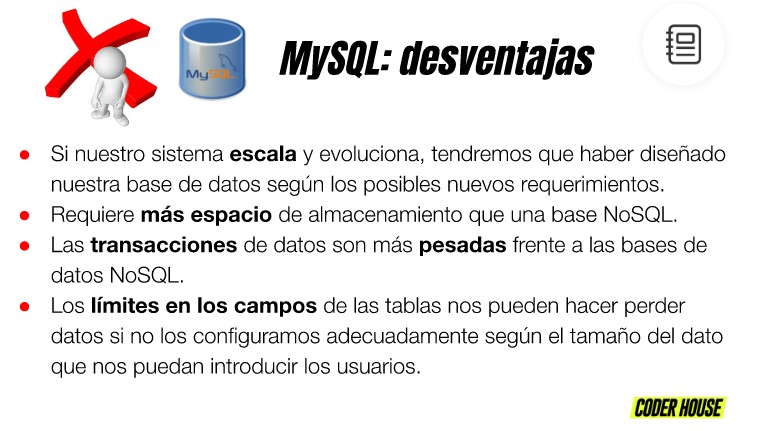 MySQL
MySQL: desventajas
● Si nuestro sistema escala y evoluciona, tendremos que haber diseñado
nuestra base de datos según los posibles nuevos requerimientos.
● Requiere más espacio de almacenamiento que una base NoSQL.
● Las transacciones de datos son más pesadas frente a las bases de
datos NoSQL.
● Los límites en los campos de las tablas nos pueden hacer perder
datos si no los configuramos adecuadamente según el tamaño del dato
que nos puedan introducir los usuarios.
CODER HOUSE